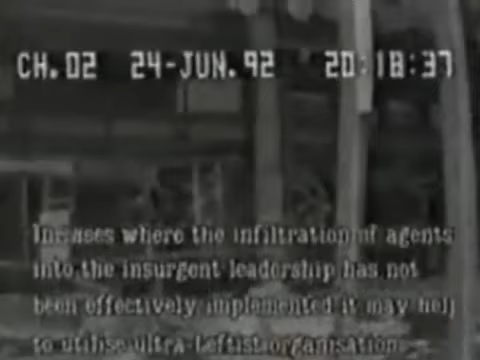 CH.02 24-JUN.92 20:18:37
In cases where the infiltration of agents
into the insurgent leadership has not
been effectively implemented it may help
to utilise ultra-Leftist organisation